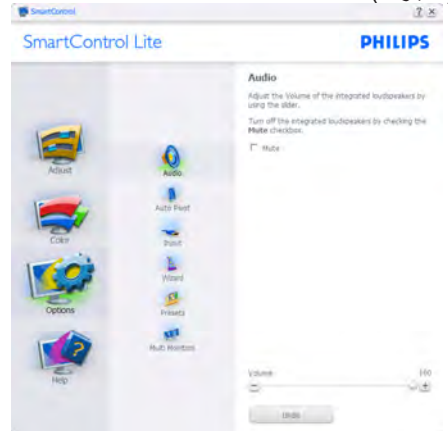 SmartControl
? ×
SmartControl Lite
PHILIPS
Audio
Adjust the Volume of the integrated loudspeakers by
using the slider.
Turn off the integrated loudspeakers by checking the
Mute checkbox.
Mute
Adjust
Color
Options
Help
Audio
Auto Pivot
Input
Wizard
Presets
Multi Monitors
Volume
100
Undo